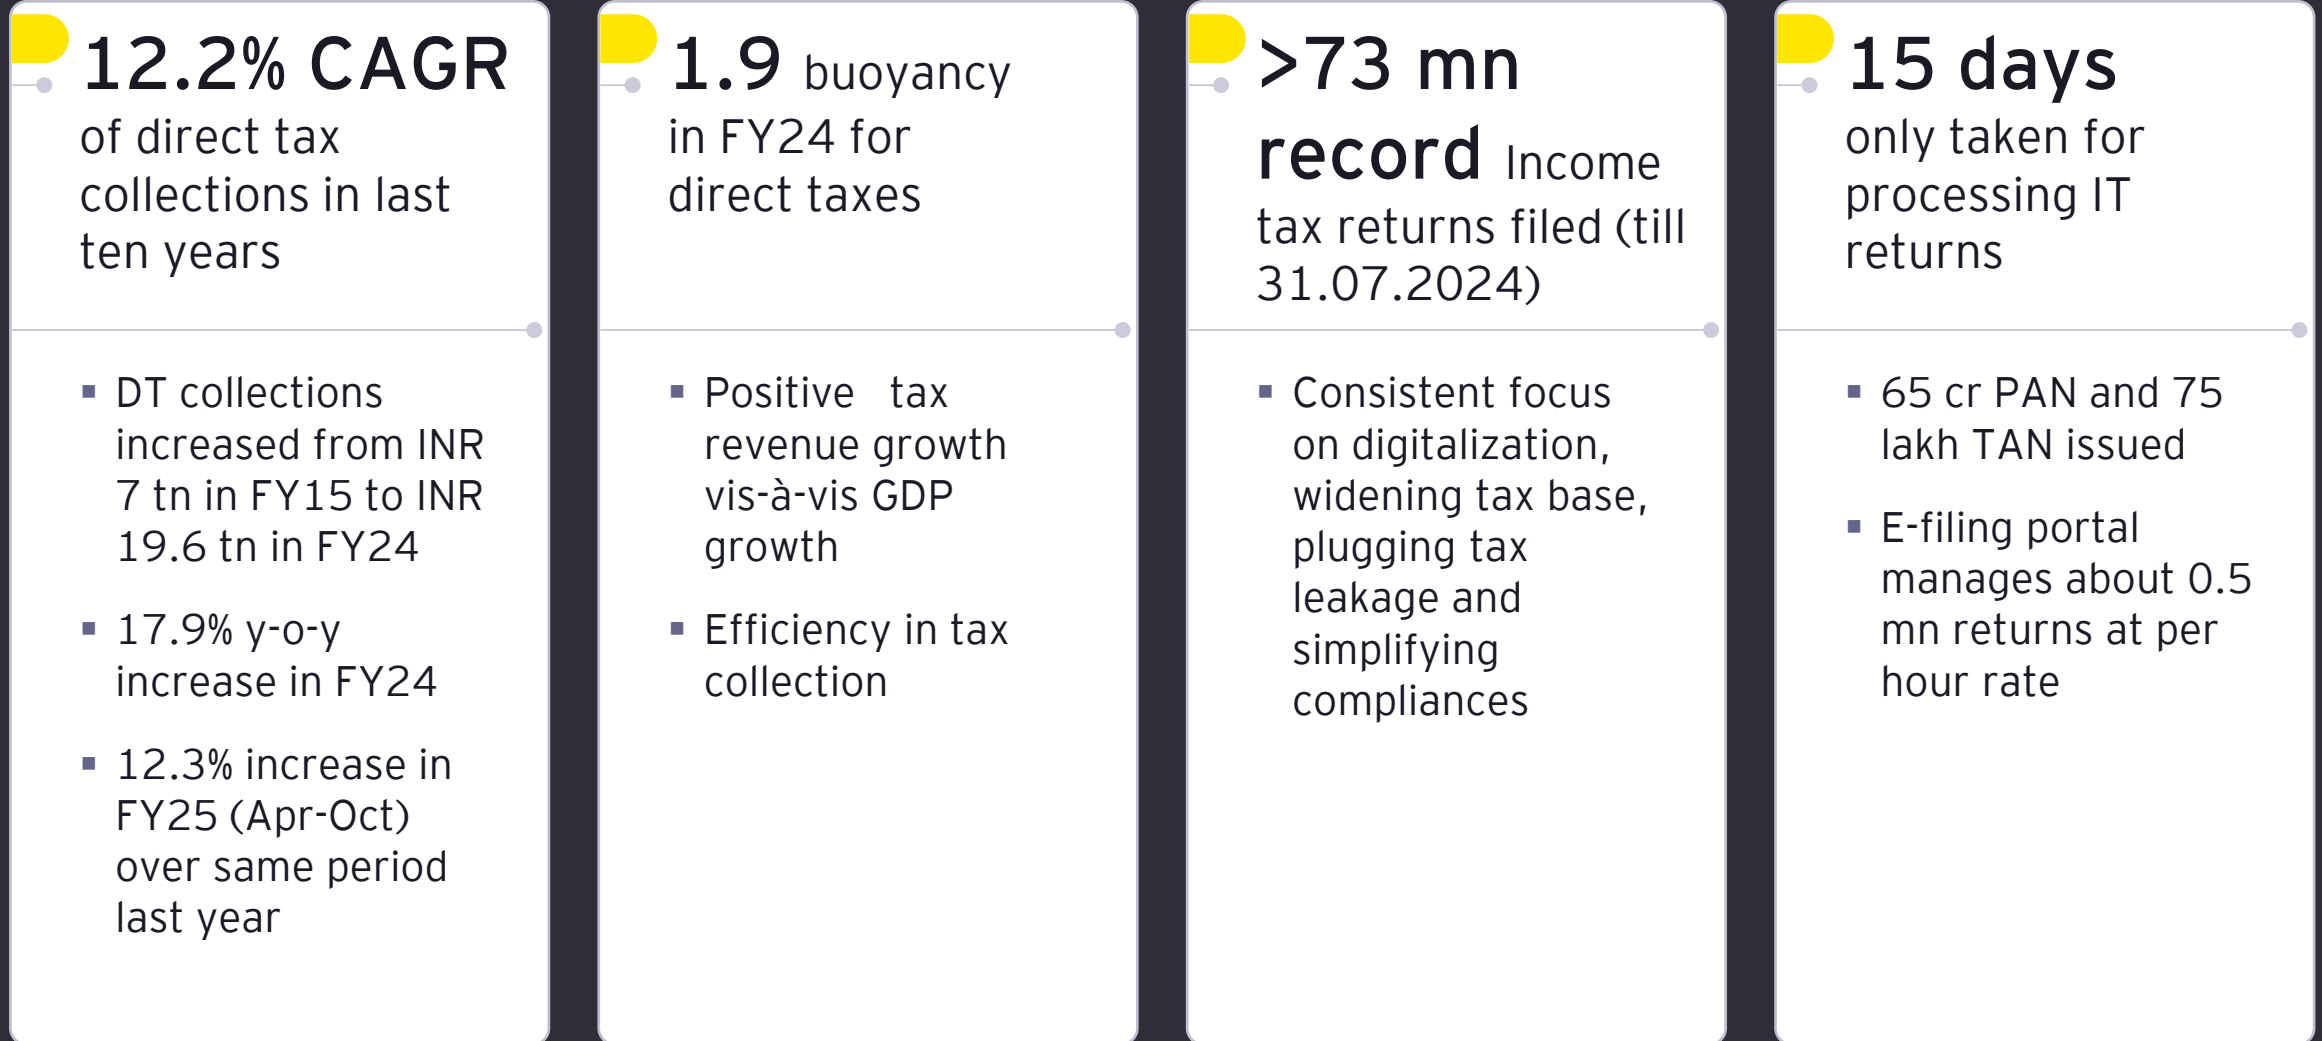 12.2% CAGR
of direct tax
collections in last
ten years
▪ DT collections
increased from INR
7 tn in FY15 to INR
19.6 tn in FY24
▪ 17.9% y-o-y
increase in FY24
▪ 12.3% increase in
FY25 (Apr-Oct)
over same period
last year
1.9 buoyancy
in FY24 for
direct taxes
▪ Positive tax
revenue growth
vis-à-vis GDP
growth
▪ Efficiency in tax
collection
>73 mn
record Income
tax returns filed (till
31.07.2024)
▪ Consistent focus
on digitalization,
widening tax base,
plugging tax
leakage and
simplifying
compliances
15 days
only taken for
processing IT
returns
▪ 65 cr PAN and 75
lakh TAN issued
▪ E-filing portal
manages about 0.5
mn returns at per
hour rate